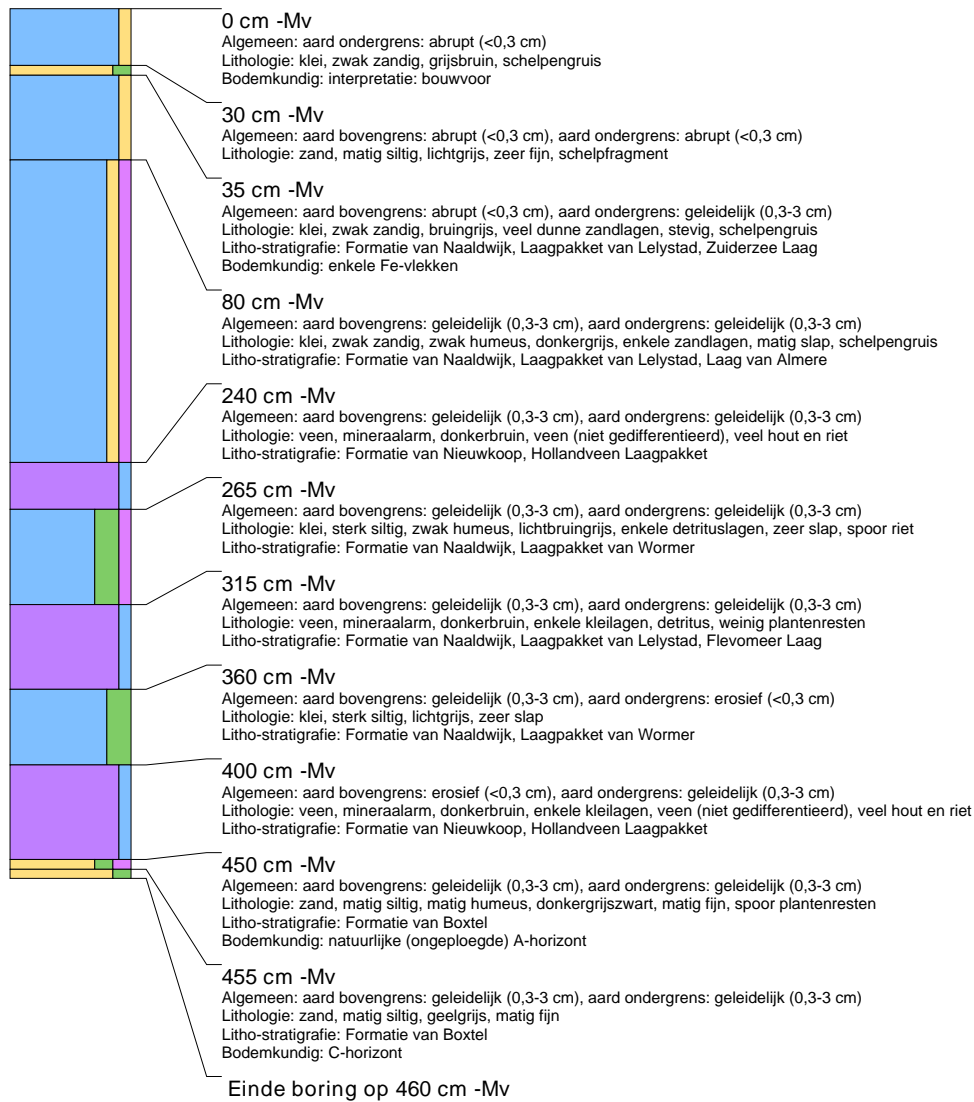 0 cm -Mv
Algemeen: aard ondergrens: abrupt (<0,3 cm)
Lithologie: klei, zwak zandig, grijsbruin, schelpengruis
Bodemkundig: interpretatie: bouwvoor
30 cm -Mv
Algemeen: aard bovengrens: abrupt (<0,3 cm), aard ondergrens: abrupt (<0,3 cm)
Lithologie: zand, matig siltig, lichtgrijs, zeer fijn, schelpfragment
35 cm -Mv
Algemeen: aard bovengrens: abrupt (<0,3 cm), aard ondergrens: geleidelijk (0,3-3 cm)
Lithologie: klei, zwak zandig, bruingrijs, veel dunne zandlagen, stevig, schelpengruis
Litho-stratigrafie: Formatie van Naaldwijk, Laagpakket van Lelystad, Zuiderzee Laag
Bodemkundig: enkele Fe-vlekken
80 cm -Mv
Algemeen: aard bovengrens: geleidelijk (0,3-3 cm), aard ondergrens: geleidelijk (0,3-3 cm)
Lithologie: klei, zwak zandig, zwak humeus, donkergrijs, enkele zandlagen, matig slap, schelpengruis
Litho-stratigrafie: Formatie van Naaldwijk, Laagpakket van Lelystad, Laag van Almere
240 cm -Mv
Algemeen: aard bovengrens: geleidelijk (0,3-3 cm), aard ondergrens: geleidelijk (0,3-3 cm)
Lithologie: veen, mineraalarm, donkerbruin, veen (niet gedifferentieerd), veel hout en riet
Litho-stratigrafie: Formatie van Nieuwkoop, Hollandveen Laagpakket
265 cm -Mv
Algemeen: aard bovengrens: geleidelijk (0,3-3 cm), aard ondergrens: geleidelijk (0,3-3 cm)
Lithologie: klei, sterk siltig, zwak humeus, lichtbruingrijs, enkele detrituslagen, zeer slap, spoor riet
Litho-stratigrafie: Formatie van Naaldwijk, Laagpakket van Wormer
315 cm -Mv
Algemeen: aard bovengrens: geleidelijk (0,3-3 cm), aard ondergrens: geleidelijk (0,3-3 cm)
Lithologie: veen, mineraalarm, donkerbruin, enkele kleilagen, detritus, weinig plantenresten
Litho-stratigrafie: Formatie van Naaldwijk, Laagpakket van Lelystad, Flevomeer Laag
360 cm -Mv
Algemeen: aard bovengrens: geleidelijk (0,3-3 cm), aard ondergrens: erosief (<0,3 cm)
Lithologie: klei, sterk siltig, lichtgrijs, zeer slap
Litho-stratigrafie: Formatie van Naaldwijk, Laagpakket van Wormer
400 cm -Mv
Algemeen: aard bovengrens: erosief (<0,3 cm), aard ondergrens: geleidelijk (0,3-3 cm)
Lithologie: veen, mineraalarm, donkerbruin, enkele kleilagen, veen (niet gedifferentieerd), veel hout en riet
Litho-stratigrafie: Formatie van Nieuwkoop, Hollandveen Laagpakket
450 cm -Mv
Algemeen: aard bovengrens: geleidelijk (0,3-3 cm), aard ondergrens: geleidelijk (0,3-3 cm)
Lithologie: zand, matig siltig, matig humeus, donkergrijszwart, matig fijn, spoor plantenresten
Litho-stratigrafie: Formatie van Boxtel
Bodemkundig: natuurlijke (ongeploegde) A-horizont
455 cm -Mv
Algemeen: aard bovengrens: geleidelijk (0,3-3 cm), aard ondergrens: geleidelijk (0,3-3 cm)
Lithologie: zand, matig siltig, geelgrijs, matig fijn
Litho-stratigrafie: Formatie van Boxtel
Bodemkundig: C-horizont
Einde boring op 460 cm -Mv